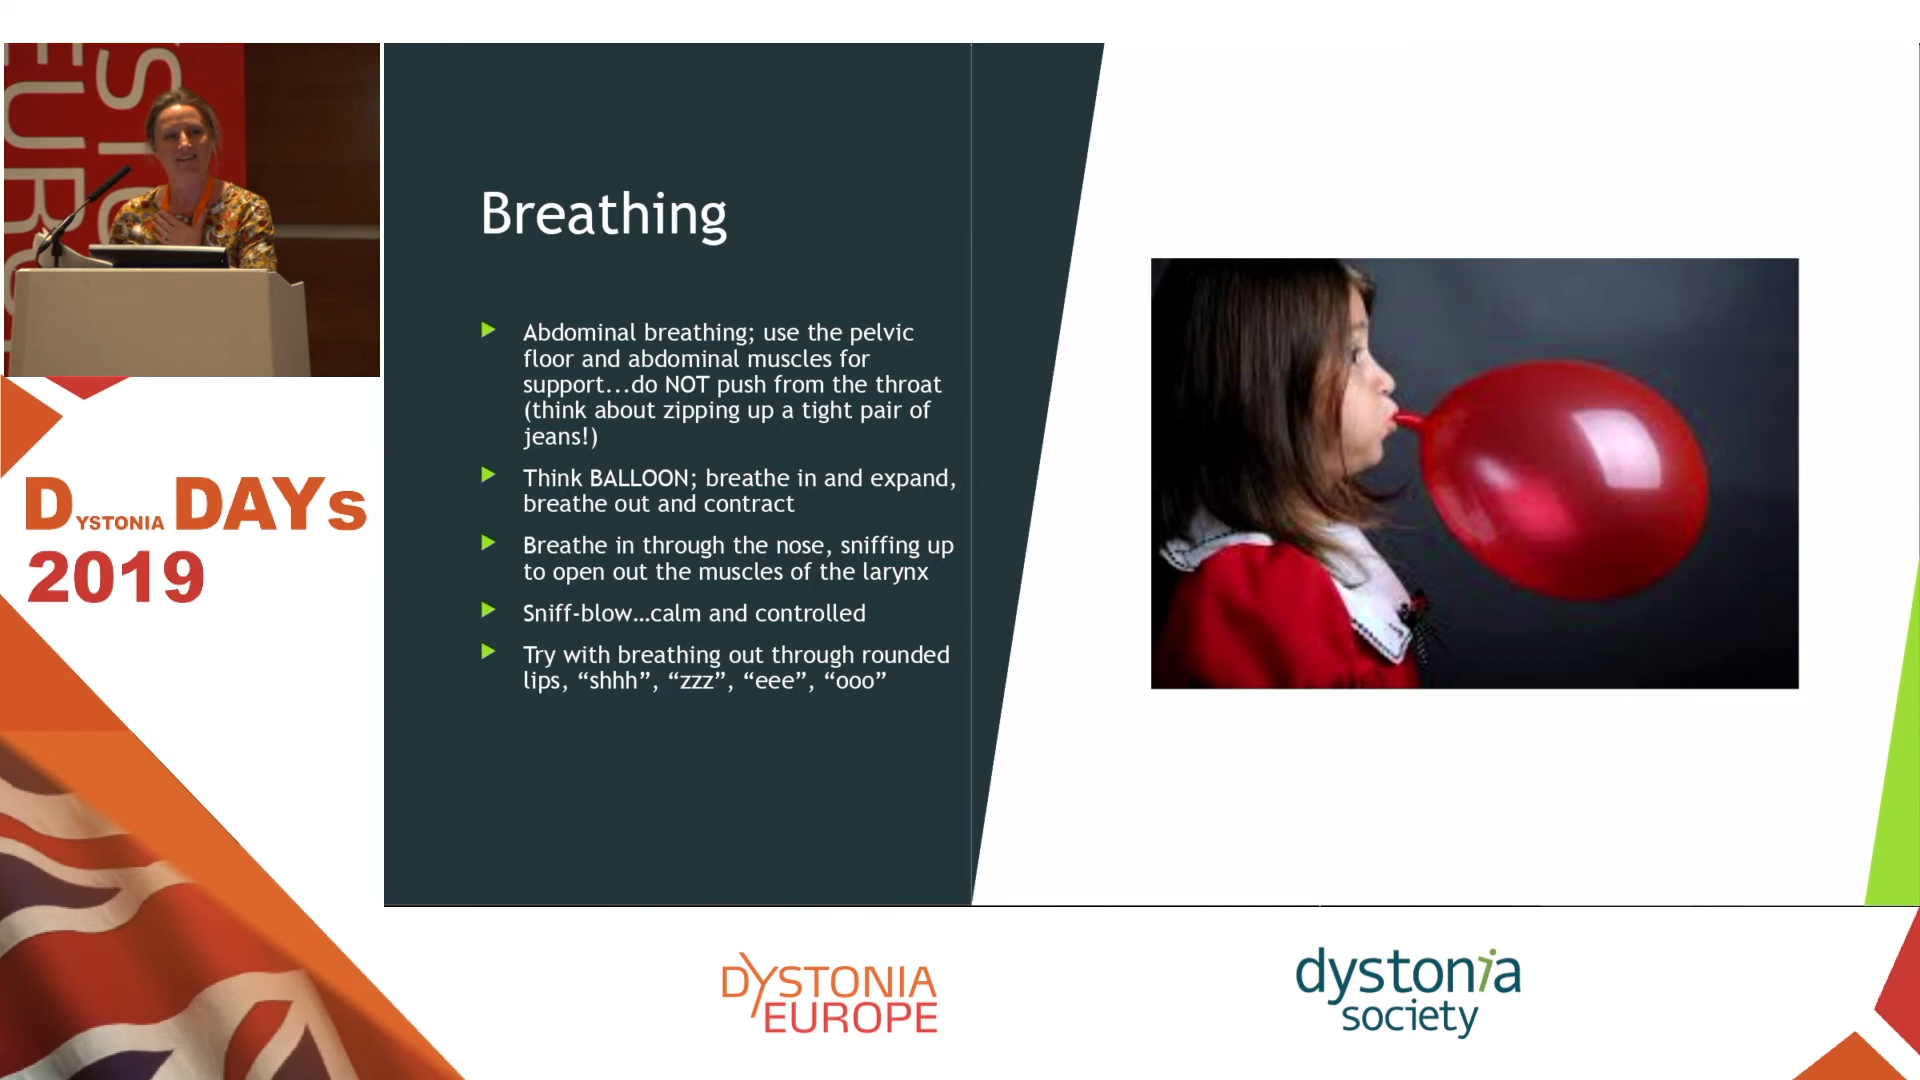 Breathing
Abdominal breathing; use the pelvic
floor and abdominal muscles for
support...do NOT push from the throat
(think about zipping up a tight pair of
jeans!)
Think BALLOON; breathe in and expand,
breathe out and contract
Breathe in through the nose, sniffing up
to open out the muscles of the larynx
Sniff-blow...calm and controlled
Try with breathing out through rounded
lips, “shhh”, “zzz”, “eee”, “ooo”
DYSTONIA DAYs
2019
DYSTONIA
EUROPE
dystonia
society